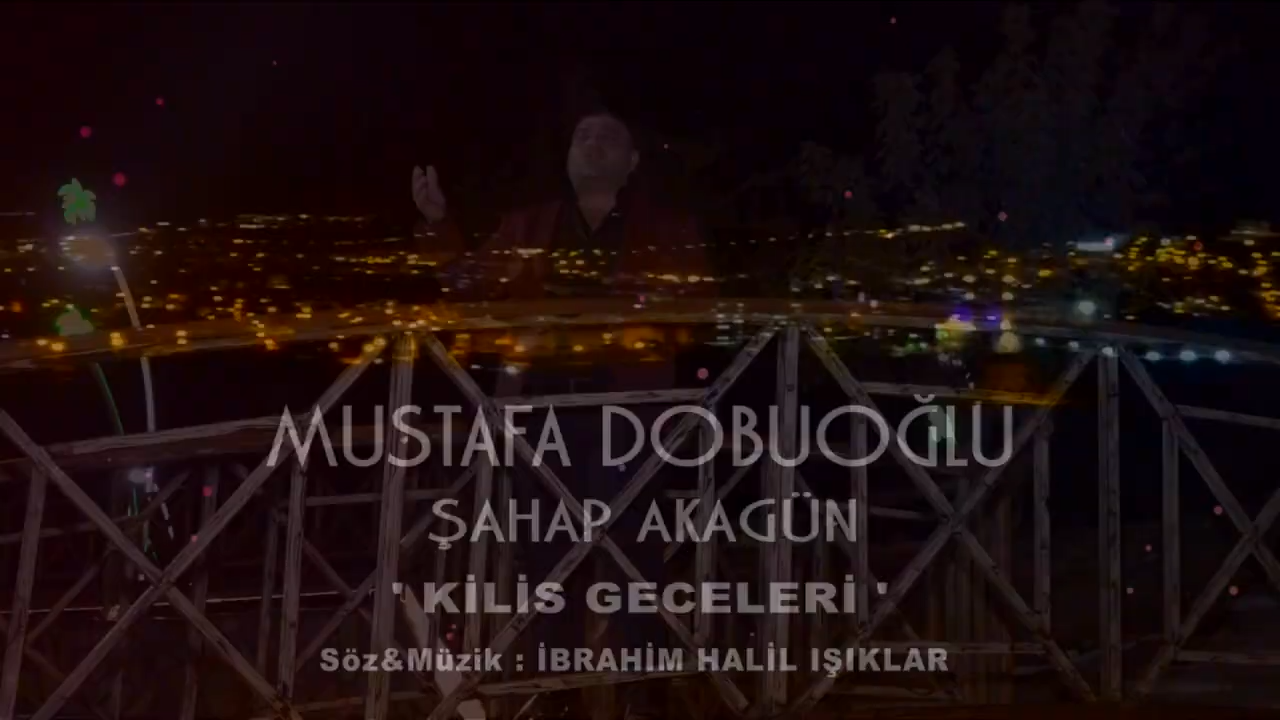 MUSTAFA DOBUOĞLU
ŞAHAP AKAGÜN
' KİLİS GECELERİ '
Söz&Müzik : İBRAHİM HALİL IŞIKLAR